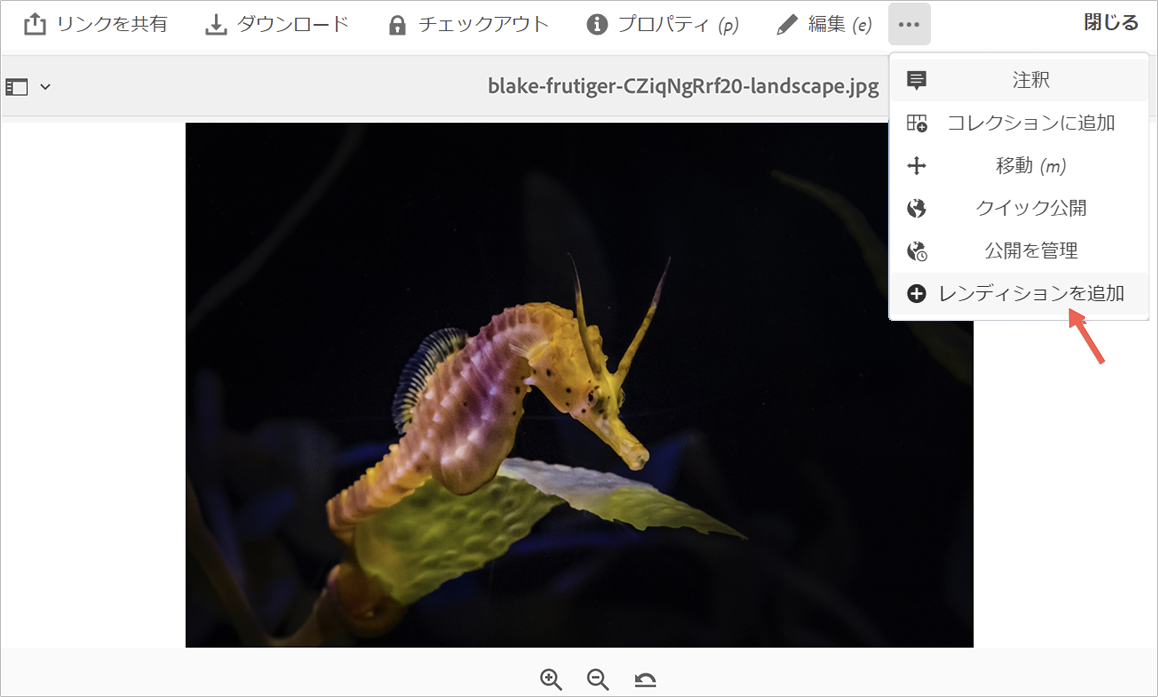 リンクを共有 ダウンロード チェックアウト プロパティ (p) 編集 (e) 閉じる
blake-frutiger-CZiqNgRrf20-landscape.jpg
注釈
コレクションに追加
移動 (m)
クイック公開
公開を管理
レンディションを追加